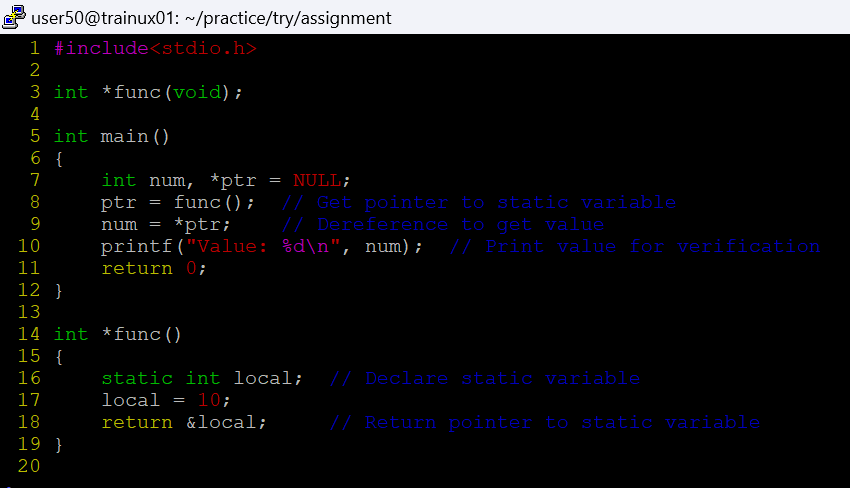 user50@trainux01: ~/practice/try/assignment
1 #include<stdio.h>
2
3 int *func(void);
4
5 int main()
6 {
7     int num, *ptr = NULL;
8     ptr = func();  // Get pointer to static variable
9     num = *ptr;    // Dereference to get value
10     printf("Value: %d\n", num);  // Print value for verification
11     return 0;
12 }
13
14 int *func()
15 {
16     static int local;  // Declare static variable
17     local = 10;
18     return &local;     // Return pointer to static variable
19 }
20